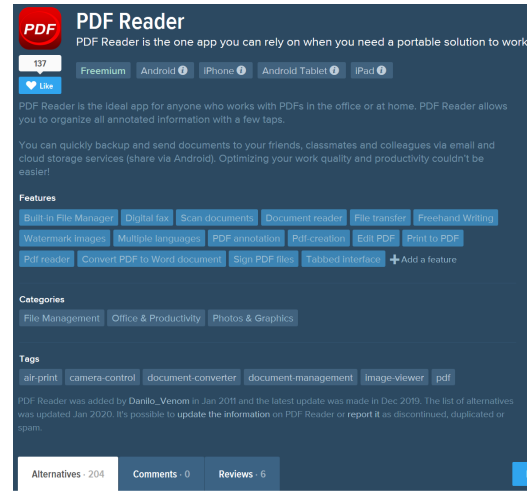 PDF
PDF Reader
PDF Reader is the one app you can rely on when you need a portable solution to work
137
Like
Freemium Android iPhone Android Tablet iPad
PDF Reader is the ideal app for anyone who works with PDFs in the office or at home. PDF Reader allows
you to organize all annotated information with a few taps.
You can quickly backup and send documents to your friends, classmates and colleagues via email and
cloud storage services (share via Android). Optimizing your work quality and productivity couldn't be
easier!
Features
Built-in File Manager Digital fax Scan documents Document reader File transfer Freehand Writing
Watermark images Multiple languages PDF annotation Pdf-creation Edit PDF Print to PDF
Pdf reader Convert PDF to Word document Sign PDF files Tabbed interface +Add a feature
Categories
File Management Office & Productivity Photos & Graphics
Tags
air-print camera-control document-converter document-management image-viewer pdf
PDF Reader was added by Danilo_Venom in Jan 2011 and the latest update was made in Dec 2019. The list of alternatives
was updated Jan 2020. It's possible to update the information on PDF Reader or report it as discontinued, duplicated or
spam.
Alternatives · 204 Comments · 0 Reviews · 6